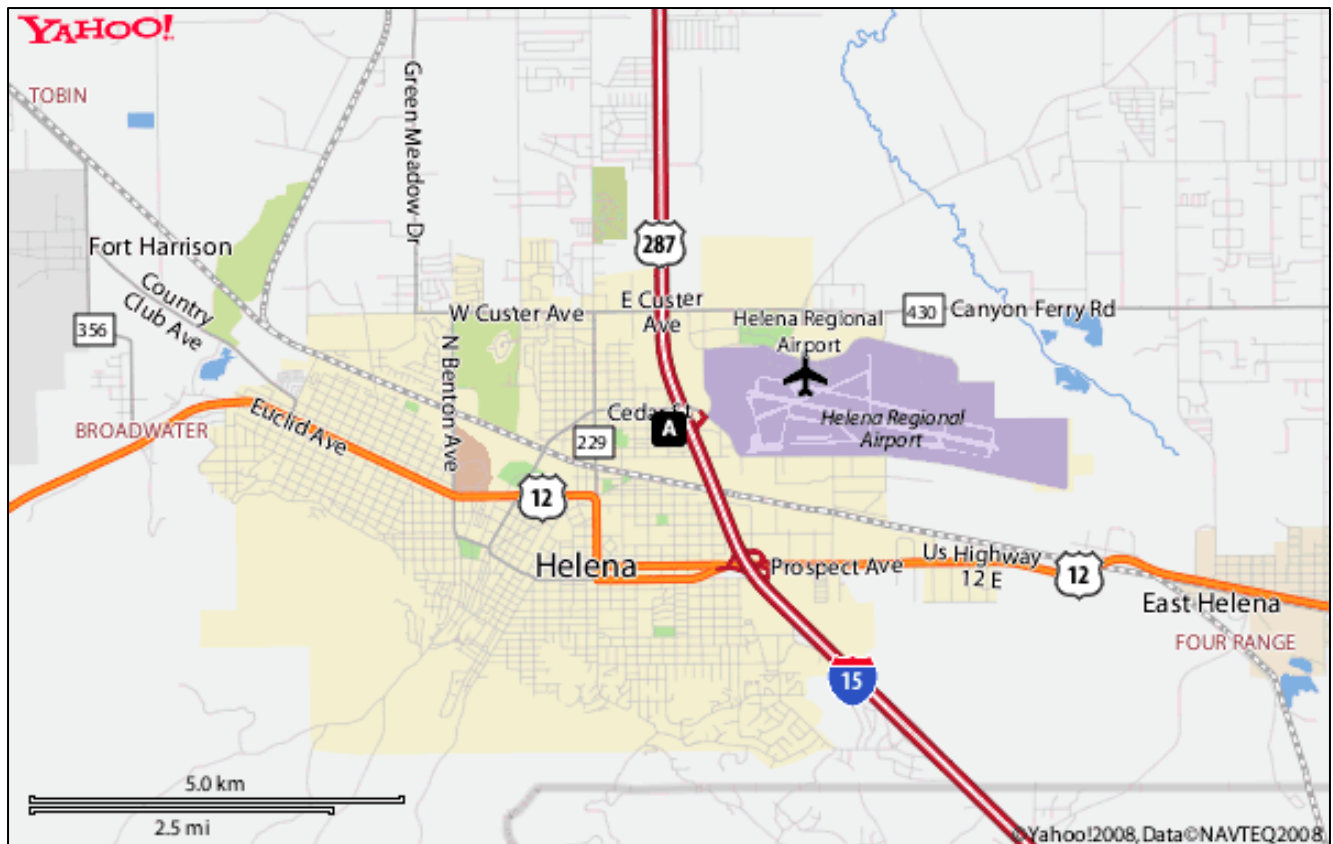 YAHOO!
TOBIN
Green Meadow Dr
Fort Harrison
287
Country
Club Ave
356
W Custer Ave
E Custer
Ave
430
Canyon Ferry Rd
Helena Regional
Airport
N Benton Ave
Euclid Ave
BROADWATER
Cedar St
A
229
Helena Regional
Airport
12
Helena
Prospect Ave
Us Highway
12 E
12
East Helena
FOUR RANGE
15
5.0 km
2.5 mi
©Yahoo!2008, Data©NAVTEQ2008